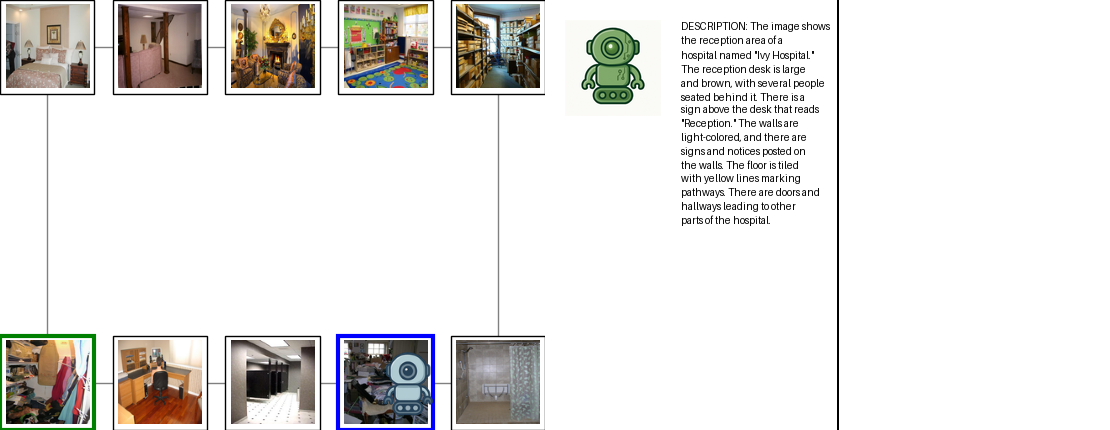 DESCRIPTION: The image shows
the reception area of a
hospital named "Ivy Hospital."
The reception desk is large
and brown, with several people
seated behind it. There is a
sign above the desk that reads
"Reception." The walls are
light-colored, and there are
signs and notices posted on
the walls. The floor is tiled
with yellow lines marking
pathways. There are doors and
hallways leading to other
parts of the hospital.